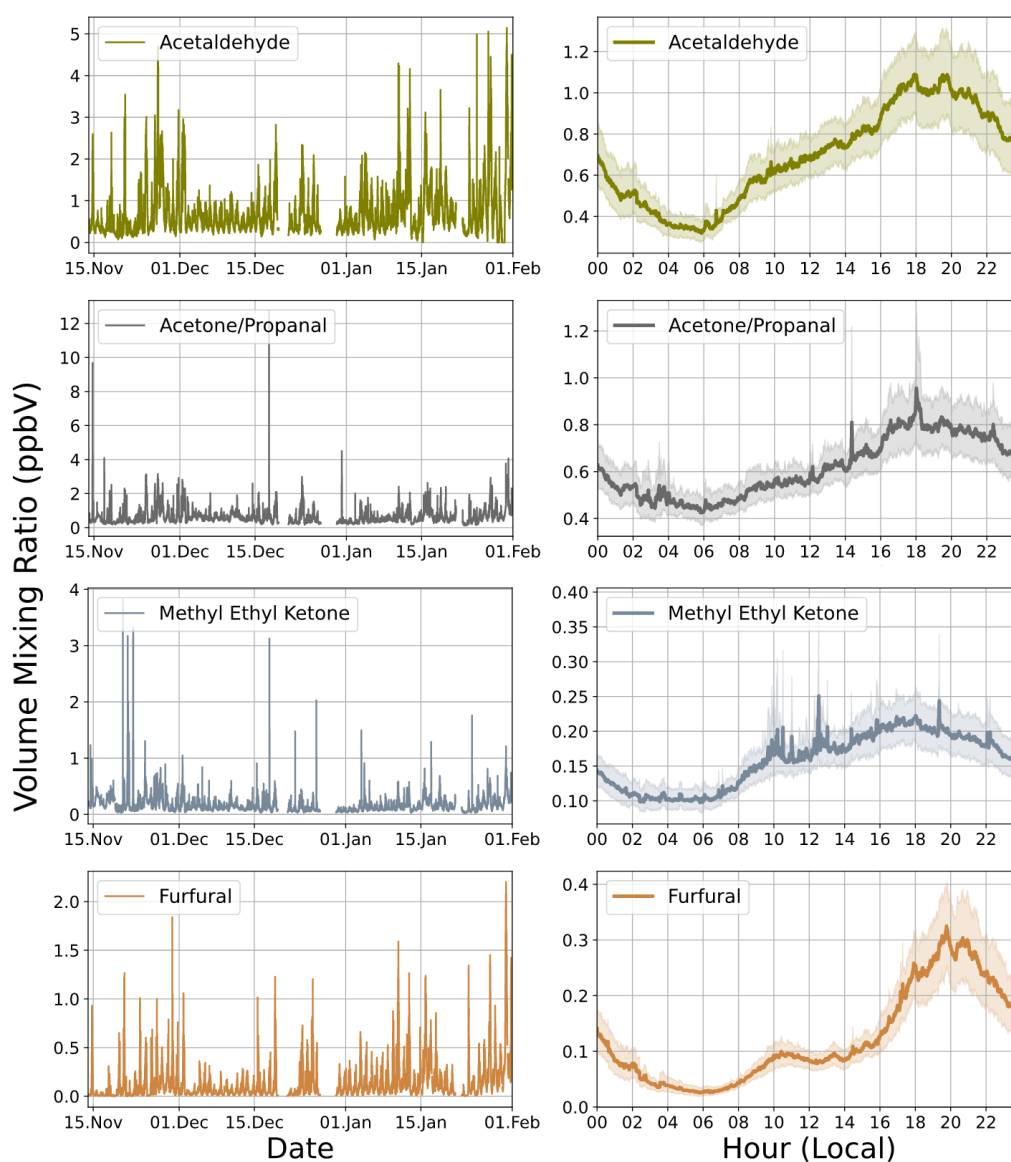 Volume Mixing Ratio (ppbV)
Acetaldehyde
5
4
3
2
1
0
15.Nov 01.Dec 15.Dec 01.Jan 15.Jan 01.Feb
Acetaldehyde
1.2
1.0
0.8
0.6
0.4
00 02 04 06 08 10 12 14 16 18 20 22
Acetone/Propanal
12
10
8
6
4
2
0
15.Nov 01.Dec 15.Dec 01.Jan 15.Jan 01.Feb
Acetone/Propanal
1.2
1.0
0.8
0.6
0.4
00 02 04 06 08 10 12 14 16 18 20 22
Methyl Ethyl Ketone
4
3
2
1
0
15.Nov 01.Dec 15.Dec 01.Jan 15.Jan 01.Feb
Methyl Ethyl Ketone
0.40
0.35
0.30
0.25
0.20
0.15
0.10
00 02 04 06 08 10 12 14 16 18 20 22
Furfural
2.0
1.5
1.0
0.5
0.0
15.Nov 01.Dec 15.Dec 01.Jan 15.Jan 01.Feb
Date
Furfural
0.4
0.3
0.2
0.1
0.0
00 02 04 06 08 10 12 14 16 18 20 22
Hour (Local)